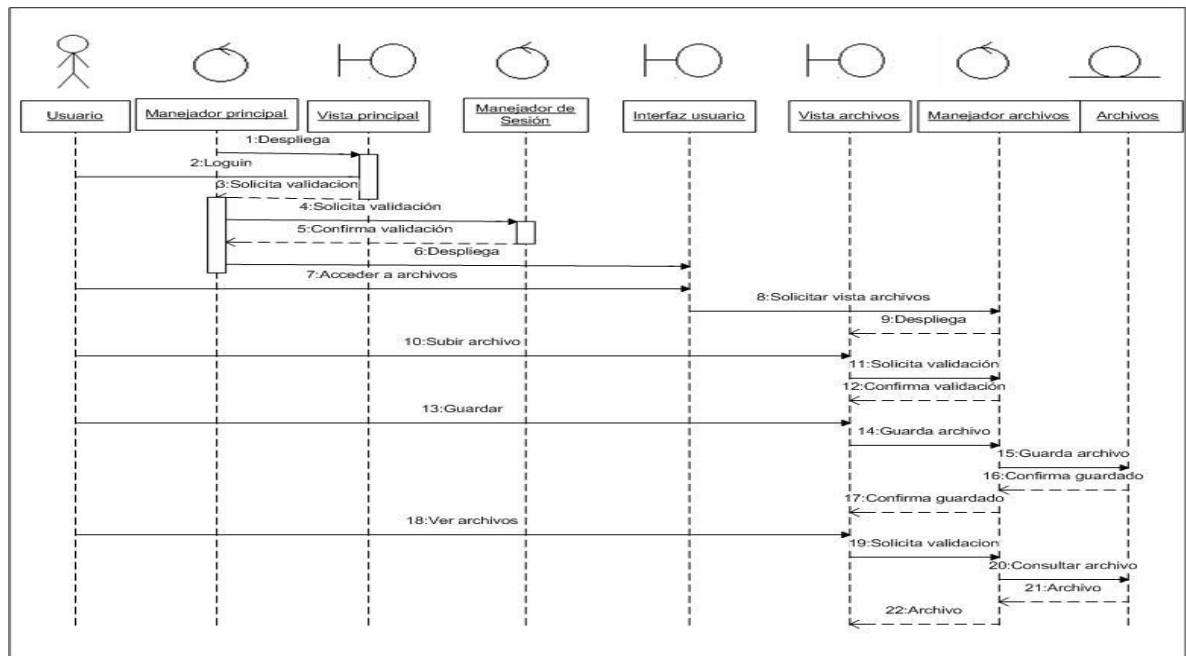 Usuario
Manejador principal
Vista principal
Manejador de
Sesión
Interfaz usuario
Vista archivos
Manejador archivos
Archivos
1:Despliega
2:Loguin
3:Solicita validacion
4:Solicita validación
5:Confirma validación
6:Despliega
7:Acceder a archivos
8:Solicitar vista archivos
9:Despliega
10:Subir archivo
11:Solicita validación
12:Confirma validación
13:Guardar
14:Guarda archivo
15:Guarda archivo
16:Confirma guardado
17:Confirma guardado
18:Ver archivos
19:Solicita validacion
20:Consultar archivo
21:Archivo
22:Archivo